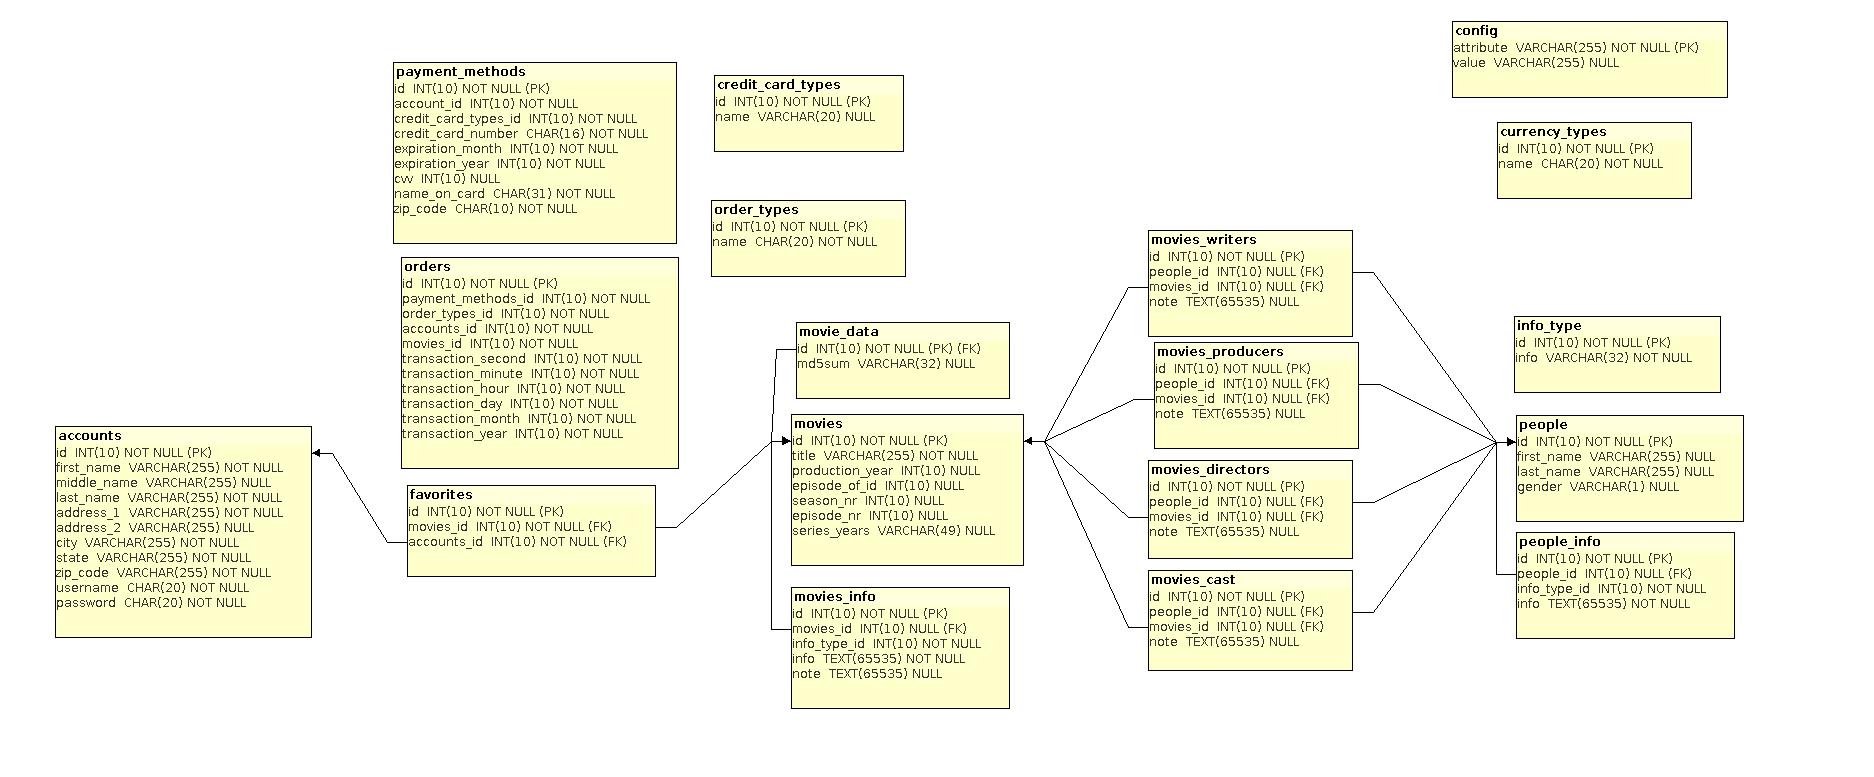 config
attribute VARCHAR(255) NOT NULL (PK)
value VARCHAR(255) NULL
payment_methods
id INT(10) NOT NULL (PK)
account_id INT(10) NOT NULL
credit_card_types_id INT(10) NOT NULL
credit_card_number CHAR(16) NOT NULL
expiration_month INT(10) NOT NULL
expiration_year INT(10) NOT NULL
cvv INT(10) NULL
name_on_card CHAR(31) NOT NULL
zip_code CHAR(10) NOT NULL
credit_card_types
id INT(10) NOT NULL (PK)
name VARCHAR(20) NULL
currency_types
id INT(10) NOT NULL (PK)
name CHAR(20) NOT NULL
order_types
id INT(10) NOT NULL (PK)
name CHAR(20) NOT NULL
orders
id INT(10) NOT NULL (PK)
payment_methods_id INT(10) NOT NULL
order_types_id INT(10) NOT NULL
accounts_id INT(10) NOT NULL
movies_id INT(10) NOT NULL
transaction_second INT(10) NOT NULL
transaction_minute INT(10) NOT NULL
transaction_hour INT(10) NOT NULL
transaction_day INT(10) NOT NULL
transaction_month INT(10) NOT NULL
transaction_year INT(10) NOT NULL
movies_writers
id INT(10) NOT NULL (PK)
people_id INT(10) NULL (FK)
movies_id INT(10) NULL (FK)
note TEXT(65535) NULL
movie_data
id INT(10) NOT NULL (PK) (FK)
md5sum VARCHAR(32) NULL
movies_producers
id INT(10) NOT NULL (PK)
people_id INT(10) NULL (FK)
movies_id INT(10) NULL (FK)
note TEXT(65535) NULL
info_type
id INT(10) NOT NULL (PK)
info VARCHAR(32) NOT NULL
accounts
id INT(10) NOT NULL (PK)
first_name VARCHAR(255) NOT NULL
middle_name VARCHAR(255) NOT NULL
last_name VARCHAR(255) NOT NULL
address_1 VARCHAR(255) NOT NULL
address_2 VARCHAR(255) NULL
city VARCHAR(255) NOT NULL
state VARCHAR(255) NOT NULL
zip_code VARCHAR(255) NOT NULL
username CHAR(20) NOT NULL
password CHAR(20) NOT NULL
favorites
id INT(10) NOT NULL (PK)
movies_id INT(10) NOT NULL (FK)
accounts_id INT(10) NOT NULL (FK)
movies
id INT(10) NOT NULL (PK)
title VARCHAR(255) NOT NULL
production_year INT(10) NULL
episode_of_id INT(10) NULL
season_nr INT(10) NULL
episode_nr INT(10) NULL
series_years VARCHAR(49) NULL
movies_directors
id INT(10) NOT NULL (PK)
people_id INT(10) NULL (FK)
movies_id INT(10) NULL (FK)
note TEXT(65535) NULL
people
id INT(10) NOT NULL (PK)
first_name VARCHAR(255) NULL
last_name VARCHAR(255) NULL
gender VARCHAR(1) NULL
movies_info
id INT(10) NOT NULL (PK)
movies_id INT(10) NULL (FK)
info_type_id INT(10) NOT NULL
info TEXT(65535) NOT NULL
note TEXT(65535) NULL
movies_cast
id INT(10) NOT NULL (PK)
people_id INT(10) NULL (FK)
movies_id INT(10) NULL (FK)
note TEXT(65535) NULL
people_info
id INT(10) NOT NULL (PK)
people_id INT(10) NULL (FK)
info_type_id INT(10) NOT NULL
info TEXT(65535) NOT NULL